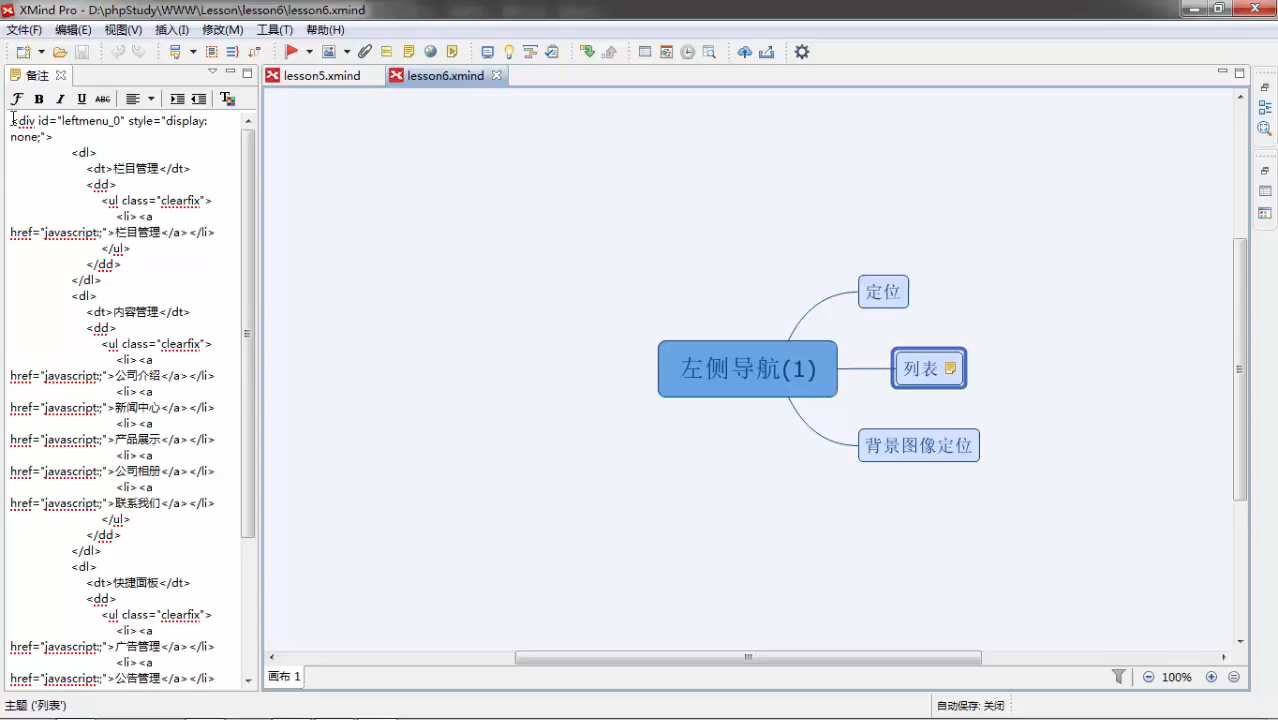 XMind Pro - D:\phpStudy\WWW\Lesson\lesson6\lesson6.xmind
文件(F) 编辑(E) 视图(V) 插入(I) 修改(M) 工具(T) 帮助(H)
备注
lesson5.xmind
lesson6.xmind
B I U ABC
<div id="leftmenu_0" style="display:
none;">
<dl>
<dt>栏目管理</dt>
<dd>
<ul class="clearfix">
<li><a
href="javascript:;">栏目管理</a></li>
</ul>
</dd>
</dl>
<dl>
<dt>内容管理</dt>
<dd>
<ul class="clearfix">
<li><a
href="javascript:;">公司介绍</a></li>
<li><a
href="javascript:;">新闻中心</a></li>
<li><a
href="javascript:;">产品展示</a></li>
<li><a
href="javascript:;">公司相册</a></li>
<li><a
href="javascript:;">联系我们</a></li>
</ul>
</dd>
</dl>
<dl>
<dt>快捷面板</dt>
<dd>
<ul class="clearfix">
<li><a
href="javascript:;">广告管理</a></li>
<li><a
href="javascript:;">公告管理</a></li>
定位
左侧导航(1)
列表
背景图像定位
画布 1
100%
主题 ('列表')
自动保存: 关闭